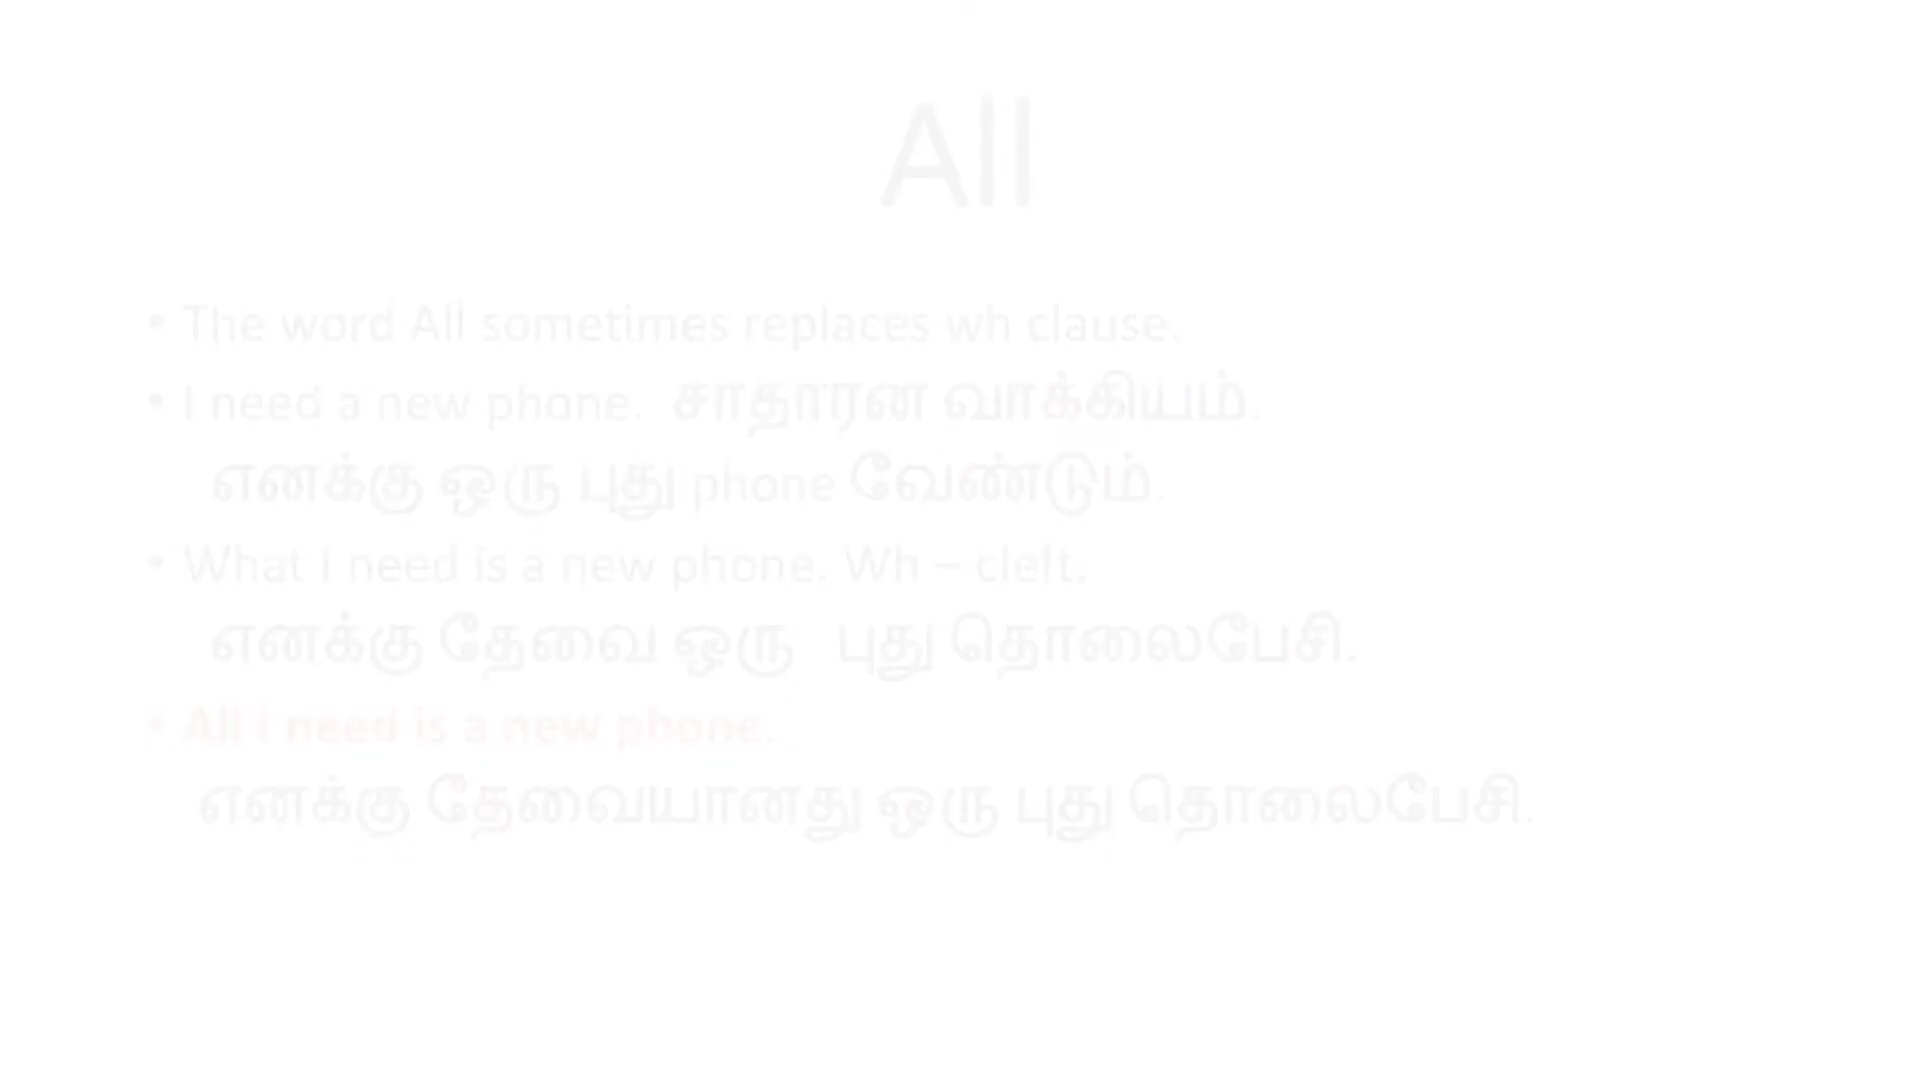 All
• The word All sometimes replaces wh clause.
• I need a new phone. சாதாரன வாக்கியம்.
எனக்கு ஒரு புது phone வேண்டும்.
• What I need is a new phone. Wh – cleft.
எனக்கு தேவை ஒரு புது தொலைபேசி.
• All I need is a new phone.
எனக்கு தேவையானது ஒரு புது தொலைபேசி.